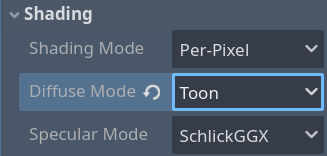 Shading
Shading Mode Per-Pixel
Diffuse Mode Toon
Specular Mode SchlickGGX